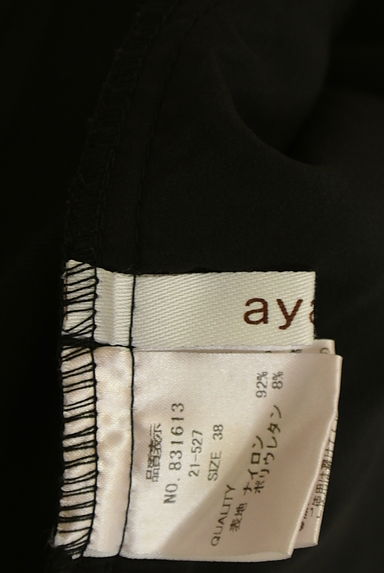 aya
品質表示
NO. 831613
21-527
SIZE 38
QUALITY
表地 ナイロン 92%
ポリウレタン 8%